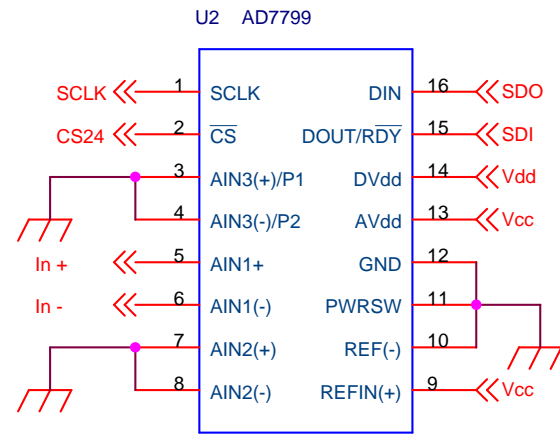 U2 AD7799
SCLK 1 SCLK DIN 16 SDO
CS24 2 CS DOUT/RDY 15 SDI
3 AIN3(+)/P1 DVdd 14 Vdd
4 AIN3(-)/P2 AVdd 13 Vcc
In + 5 AIN1+ GND 12
In - 6 AIN1(-) PWRSW 11
7 AIN2(+) REF(-) 10
8 AIN2(-) REFIN(+) 9 Vcc